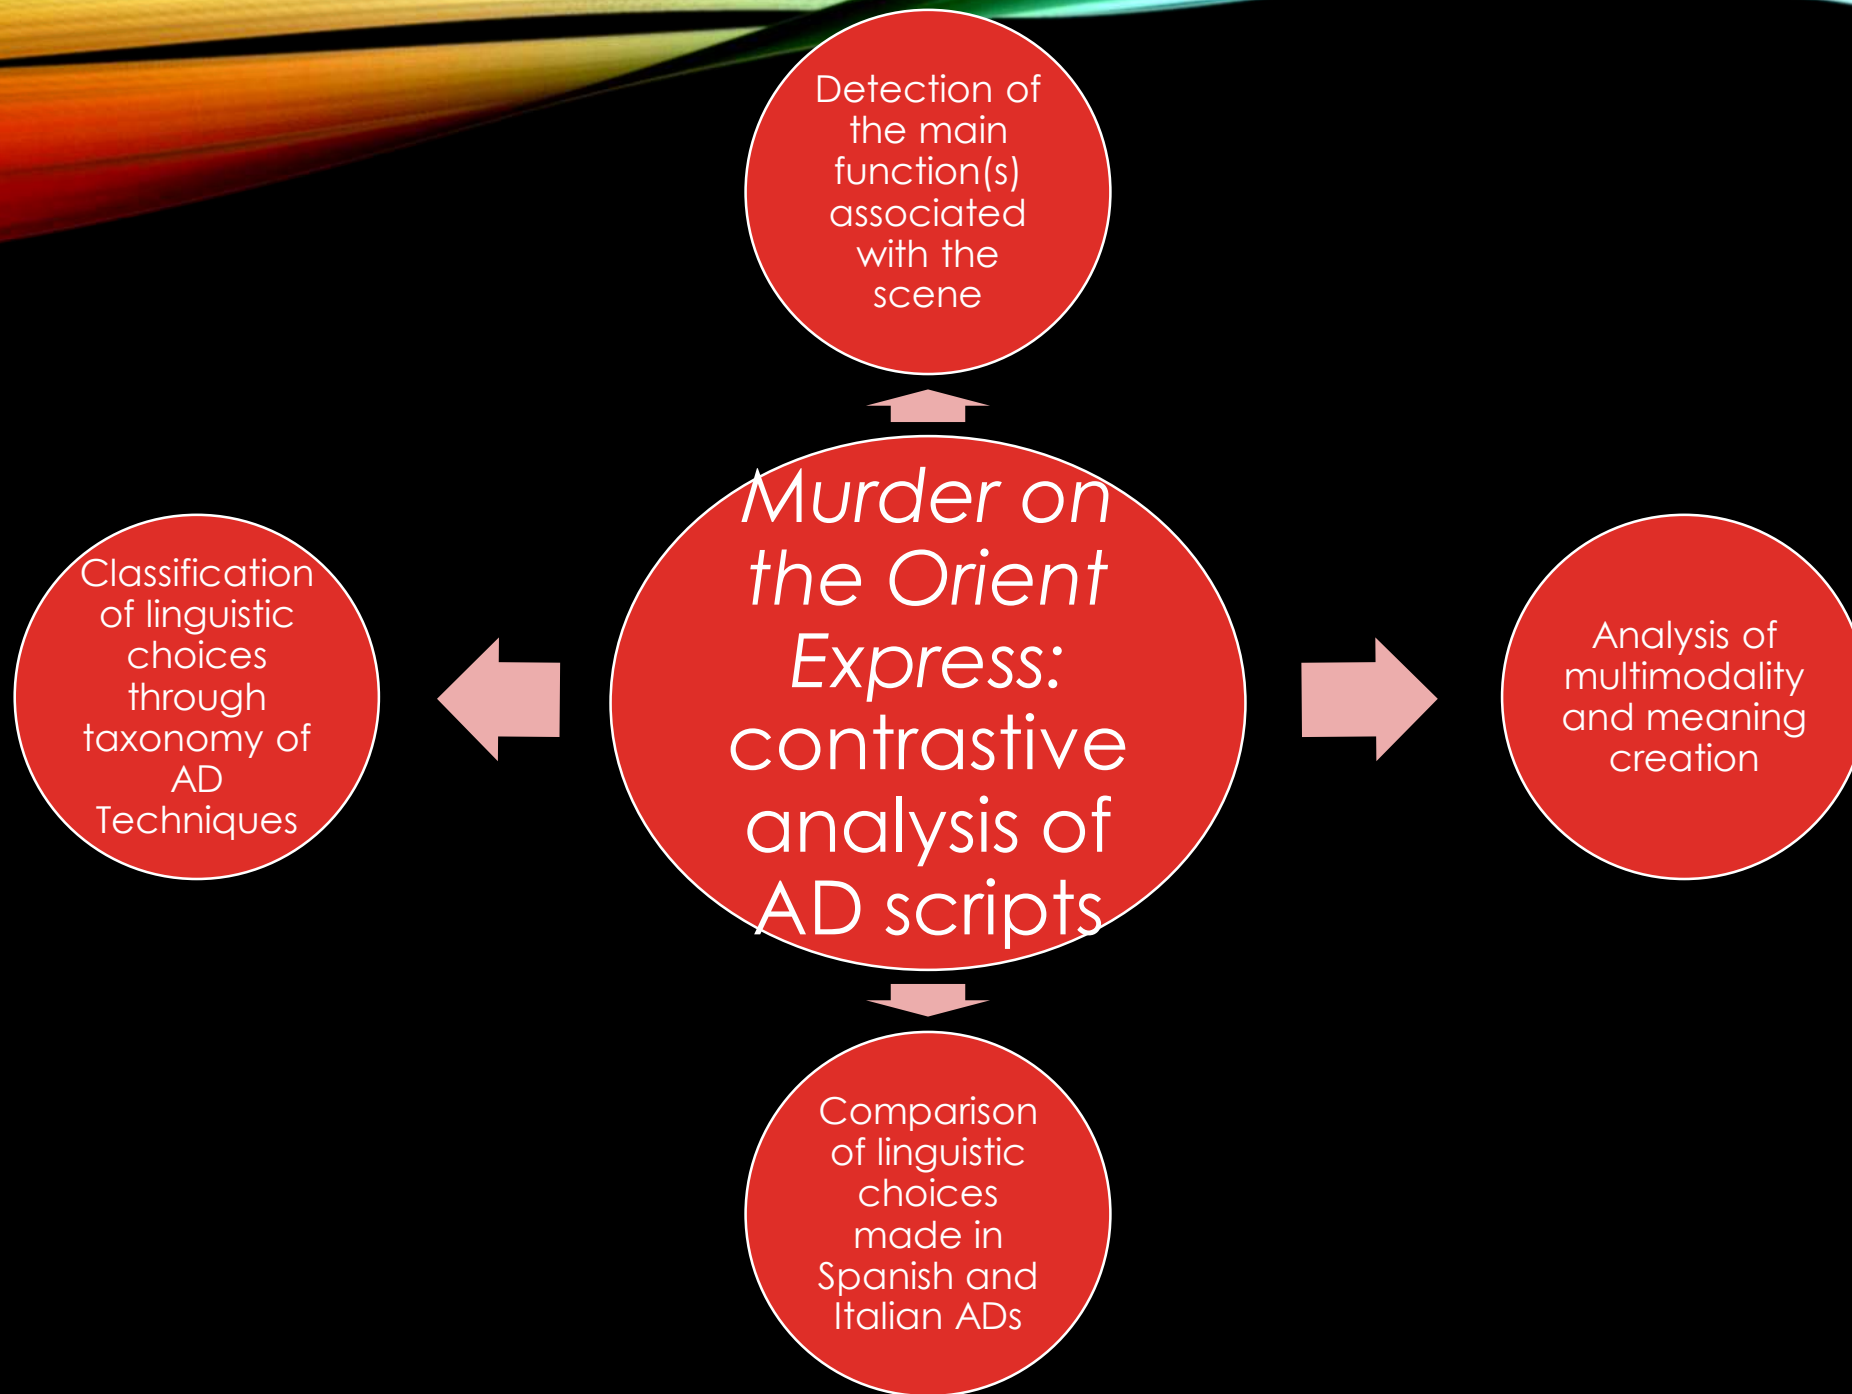 Detection of
the main
function(s)
associated
with the
scene
Classification
of linguistic
choices
through
taxonomy of
AD
Techniques
Murder on
the Orient
Express:
contrastive
analysis of
AD scripts
Analysis of
multimodality
and meaning
creation
Comparison
of linguistic
choices
made in
Spanish and
Italian ADs